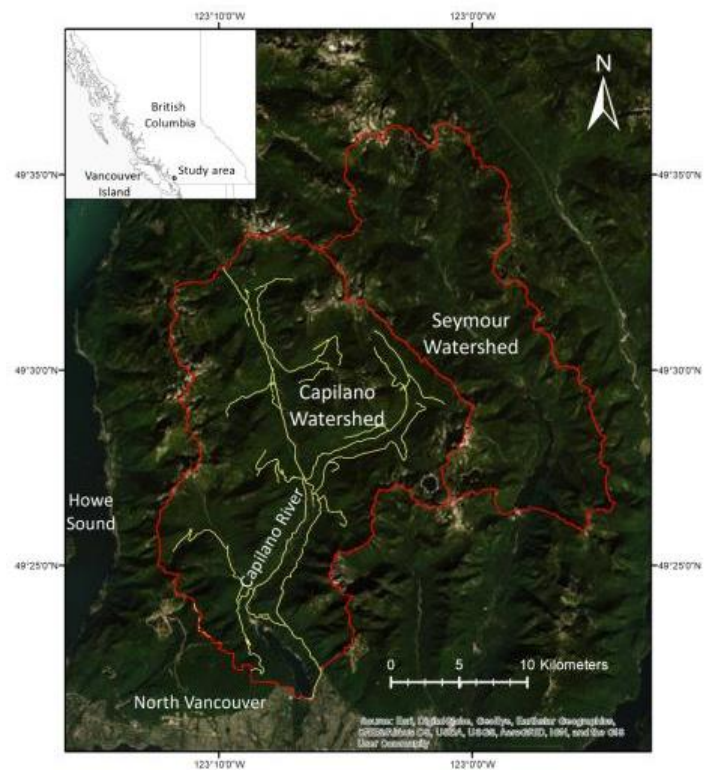 123°10'0"W
123°0'0"W
N
British
Columbia
Study area
Vancouver
Island
49°35'0"N
49°35'0"N
Seymour
Watershed
49°30'0"N
49°30'0"N
Capilano
Watershed
Howe
Sound
Capilano River
49°25'0"N
49°25'0"N
0 5 10 Kilometers
North Vancouver
Source: Esri, DigitalGlobe, GeoEye, Earthstar Geographics,
CNES/Airbus DS, USDA, USGS, AeroGRID, IGN, and the GIS
User Community
123°10'0"W
123°0'0"W